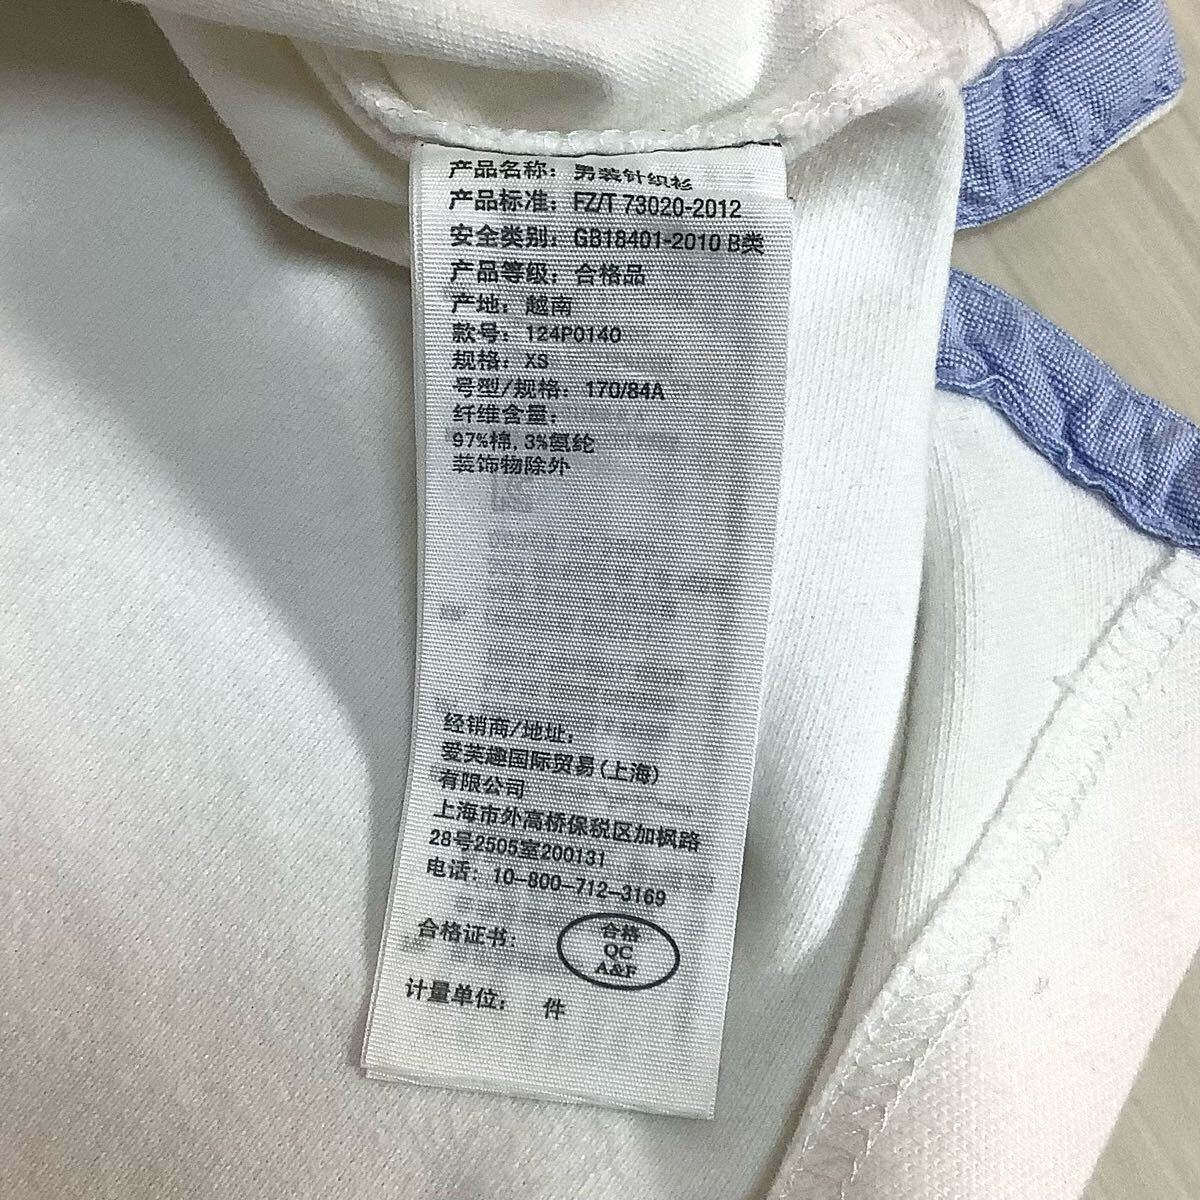 产品名称: 男装针织衫
产品标准: FZ/T 73020-2012
安全类别: GB18401-2010 B类
产品等级: 合格品
产地: 越南
款号: 124P0140
规格: XS
号型/规格: 170/84A
纤维含量:
97%棉,3%氨纶
装饰物除外
经销商/地址:
爱芙趣国际贸易(上海)
有限公司
上海市外高桥保税区加枫路
28号2505室200131
电话: 10-800-712-3169
合格证书:
合格
QC
A&F
计量单位: 件